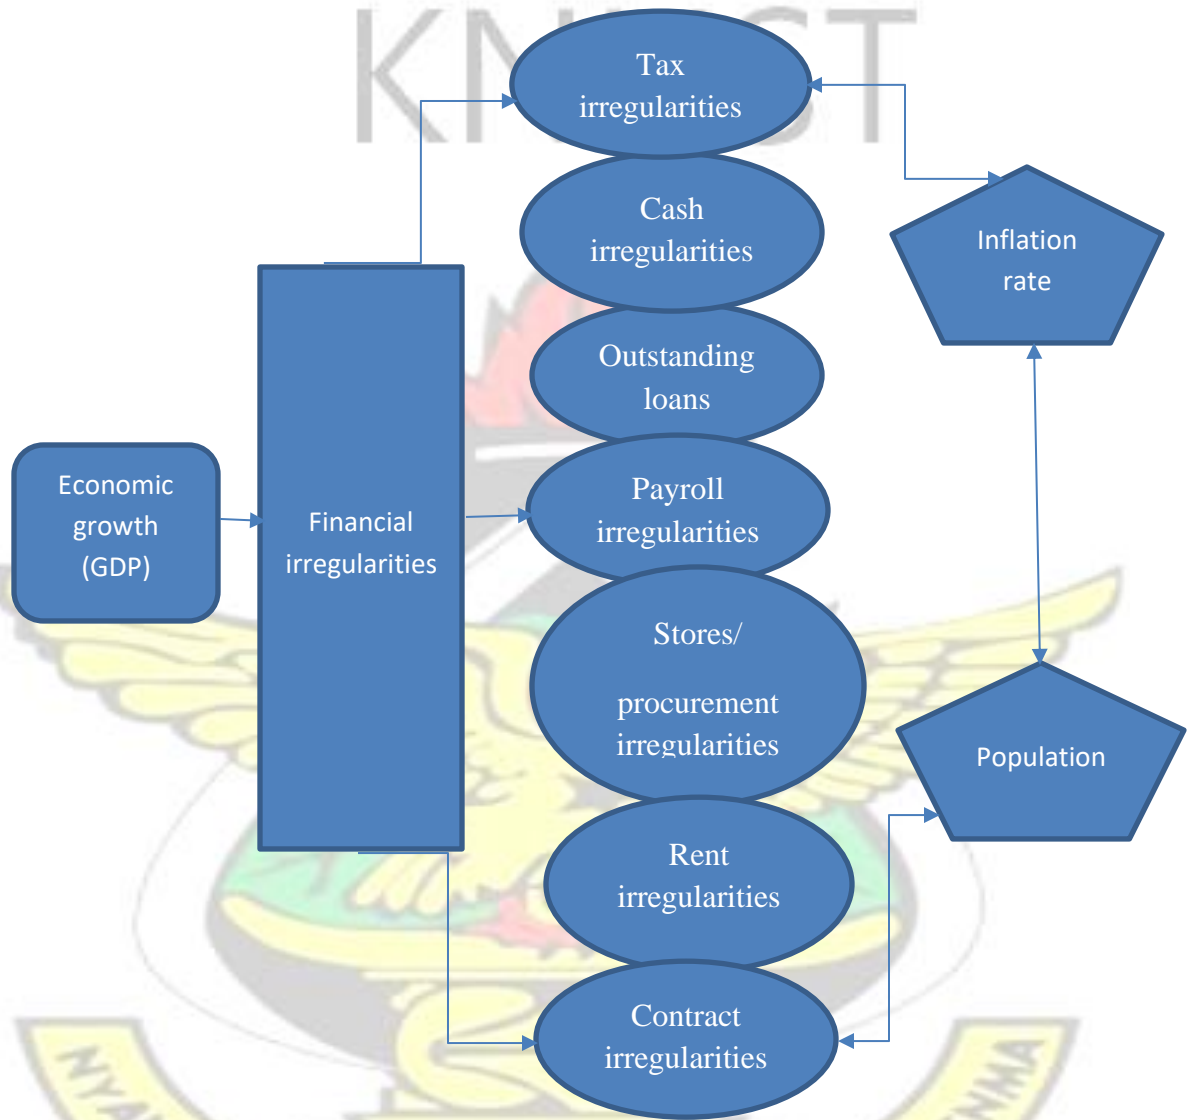 Tax
irregularities
Cash
irregularities
Inflation
rate
Outstanding
loans
Economic
growth
(GDP)
Financial
irregularities
Payroll
irregularities
Stores/
procurement
irregularities
Population
Rent
irregularities
Contract
irregularities